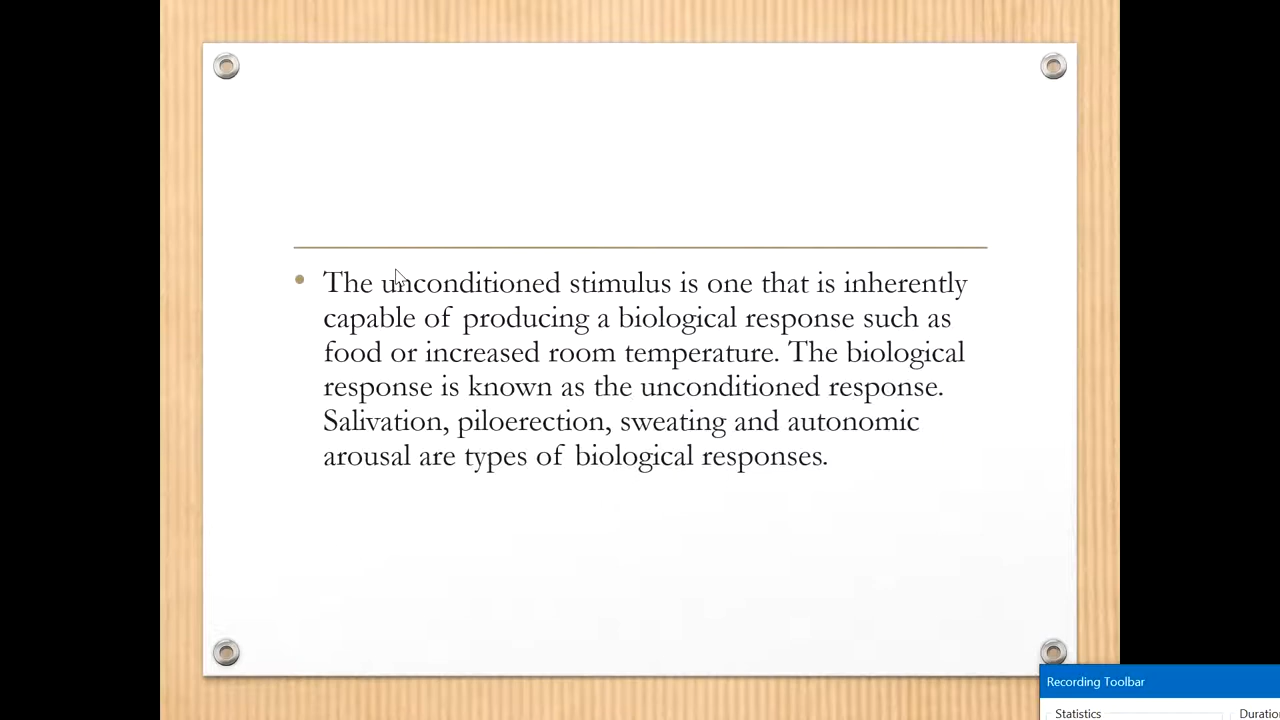 The unconditioned stimulus is one that is inherently
capable of producing a biological response such as
food or increased room temperature. The biological
response is known as the unconditioned response.
Salivation, piloerection, sweating and autonomic
arousal are types of biological responses.
Recording Toolbar
Statistics
Duratio